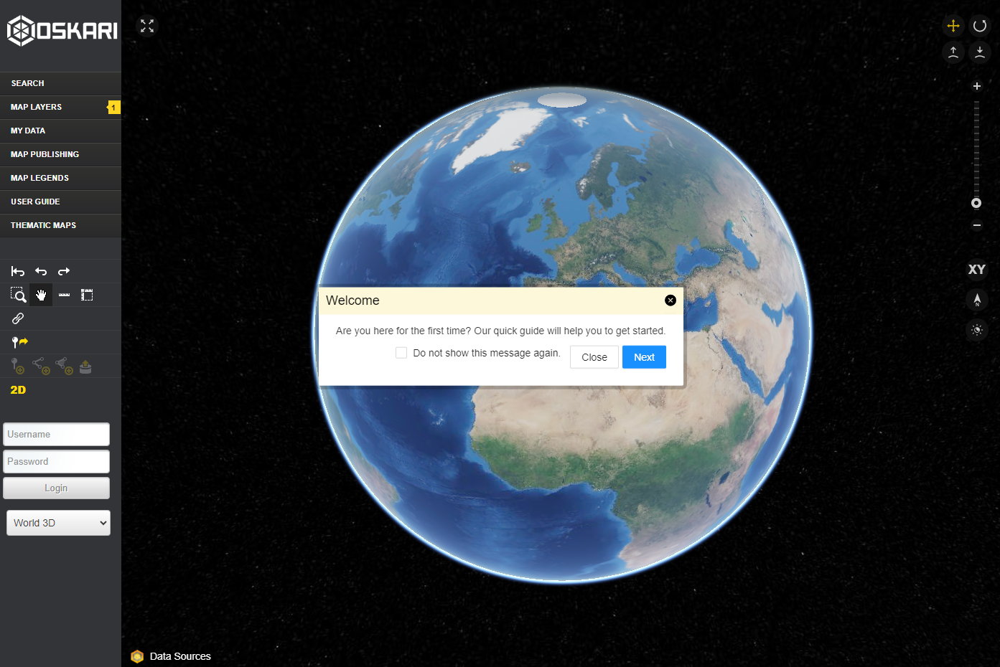 OSKARI
SEARCH
MAP LAYERS
1
MY DATA
MAP PUBLISHING
MAP LEGENDS
USER GUIDE
THEMATIC MAPS
2D
Username
Password
Login
World 3D
Welcome
Are you here for the first time? Our quick guide will help you to get started.
Do not show this message again.
Close
Next
XY
N
Data Sources